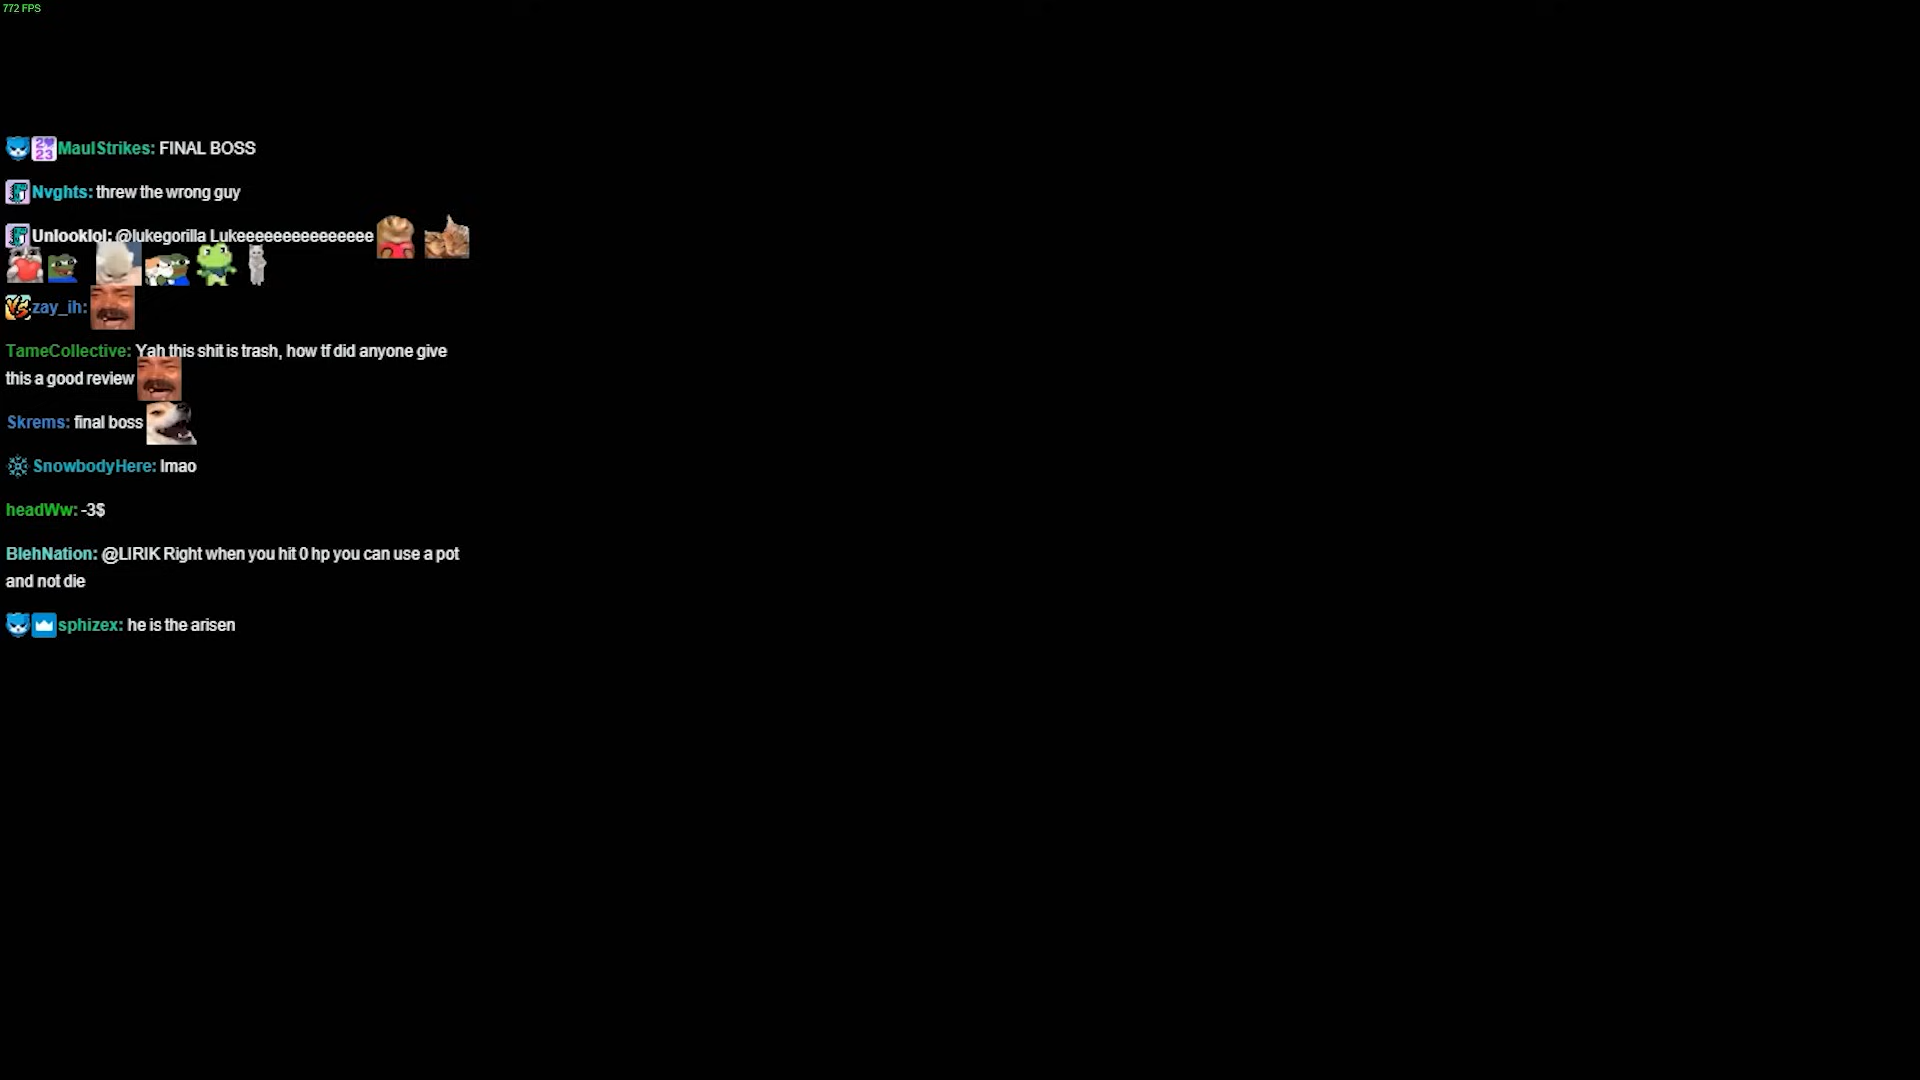 772 FPS
MaulStrikes: FINAL BOSS
Nvghts: threw the wrong guy
Unlooklol: @lukegorilla Lukeeeeeeeeeeeeeee
zay_ih:
TameCollective: Yah this shit is trash, how tf did anyone give
this a good review
Skrems: final boss
SnowbodyHere: lmao
headWw: -3$
BlehNation: @LIRIK Right when you hit 0 hp you can use a pot
and not die
sphizex: he is the arisen